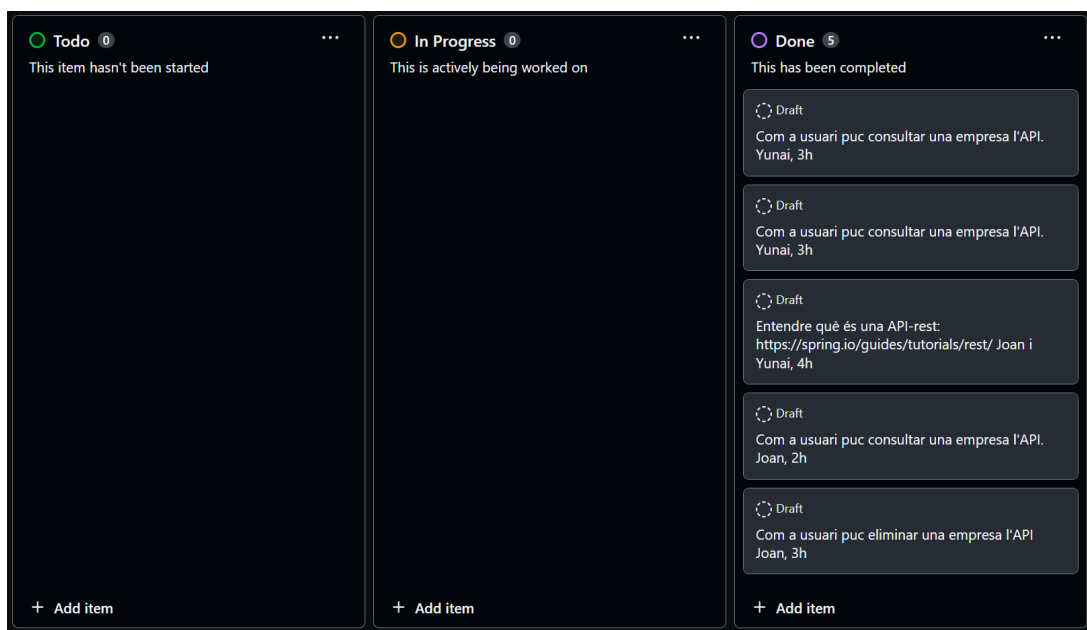 Todo 0
This item hasn't been started
+ Add item
In Progress 0
This is actively being worked on
+ Add item
Done 5
This has been completed
Draft
Com a usuari puc consultar una empresa l'API.
Yunai, 3h
Draft
Com a usuari puc consultar una empresa l'API.
Yunai, 3h
Draft
Entendre què és una API-rest:
https://spring.io/guides/tutorials/rest/ Joan i
Yunai, 4h
Draft
Com a usuari puc consultar una empresa l'API.
Joan, 2h
Draft
Com a usuari puc eliminar una empresa l'API
Joan, 3h
+ Add item